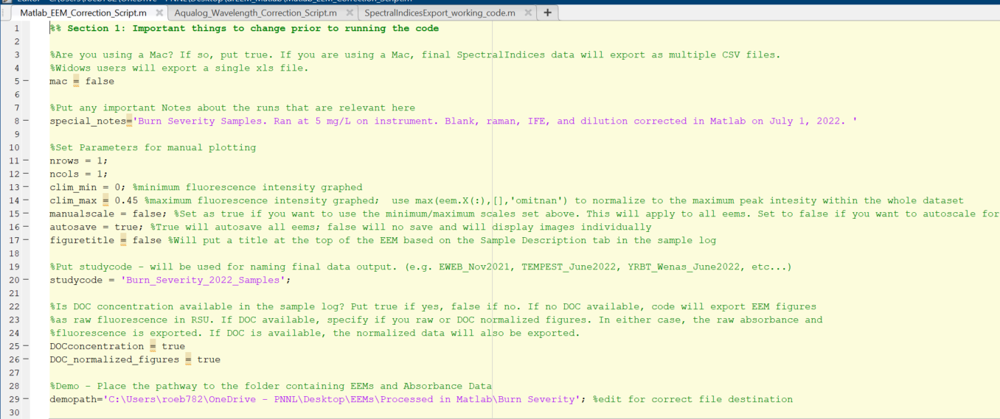 Matlab_EEM_Correction_Script.m × Aqualog_Wavelength_Correction_Script.m × SpectralIndicesExport_working_code.m × +
1 %% Section 1: Important things to change prior to running the code
2
3 %Are you using a Mac? If so, put true. If you are using a Mac, final SpectralIndices data will export as multiple CSV files.
4 %Widows users will export a single xls file.
5 – mac = false
6
7 %Put any important Notes about the runs that are relevant here
8 – special_notes='Burn Severity Samples. Ran at 5 mg/L on instrument. Blank, raman, IFE, and dilution corrected in Matlab on July 1, 2022. '
9
10 %Set Parameters for manual plotting
11 – nrows = 1;
12 – ncols = 1;
13 – clim_min = 0; %minimum fluorescence intensity graphed
14 – clim_max = 0.45 %maximum fluorescence intensity graphed;  use max(eem.X(:),[],'omitnan') to normalize to the maximum peak intesity within the whole dataset
15 – manualscale = false; %Set as true if you want to use the minimum/maximum scales set above. This will apply to all eems. Set to false if you want to autoscale for
16 – autosave = true; %True will autosave all eems; false will no save and will display images individually
17 – figuretitle = false %Will put a title at the top of the EEM based on the Sample Description tab in the sample log
18
19 %Put studycode - will be used for naming final data output. (e.g. EWEB_Nov2021, TEMPEST_June2022, YRBT_Wenas_June2022, etc...)
20 – studycode = 'Burn_Severity_2022_Samples';
21
22 %Is DOC concentration available in the sample log? Put true if yes, false if no. If no DOC available, code will export EEM figures
23 %as raw fluorescence in RSU. If DOC available, specify if you raw or DOC normalized figures. In either case, the raw absorbance and
24 %fluorescence is exported. If DOC is available, the normalized data will also be exported.
25 – DOCconcentration = true
26 – DOC_normalized_figures = true
27
28 %Demo - Place the pathway to the folder containing EEMs and Absorbance Data
29 – demopath='C:\Users\roeb782\OneDrive - PNNL\Desktop\EEMs\Processed in Matlab\Burn Severity'; %edit for correct file destination
30